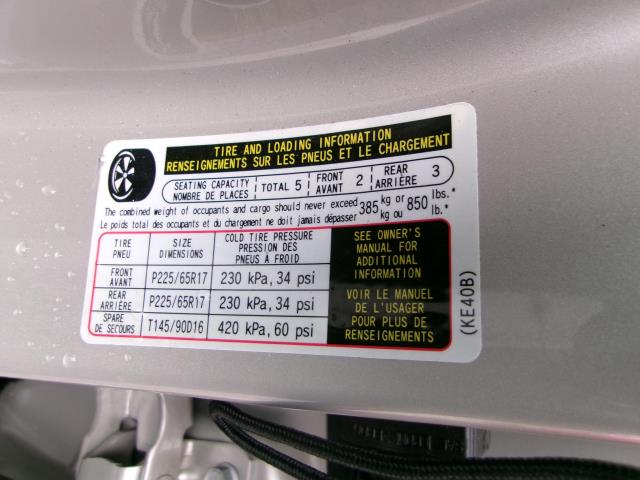 TIRE AND LOADING INFORMATION
RENSEIGNEMENTS SUR LES PNEUS ET LE CHARGEMENT
SEATING CAPACITY
NOMBRE DE PLACES
TOTAL 5
FRONT
AVANT
2
REAR
ARRIÈRE
3
The combined weight of occupants and cargo should never exceed 385 kg or 850 lbs.*
Le poids total des occupants et du chargement ne doit jamais dépasser kg ou lb.*
TIRE
PNEU
SIZE
DIMENSIONS
COLD TIRE PRESSURE
PRESSION DES
PNEUS À FROID
FRONT
AVANT
P225/65R17
230 kPa, 34 psi
REAR
ARRIÈRE
P225/65R17
230 kPa, 34 psi
SPARE
DE SECOURS
T145/90D16
420 kPa, 60 psi
SEE OWNER'S
MANUAL FOR
ADDITIONAL
INFORMATION
VOIR LE MANUEL
DE L'USAGER
POUR PLUS DE
RENSEIGNEMENTS
(KE40B)